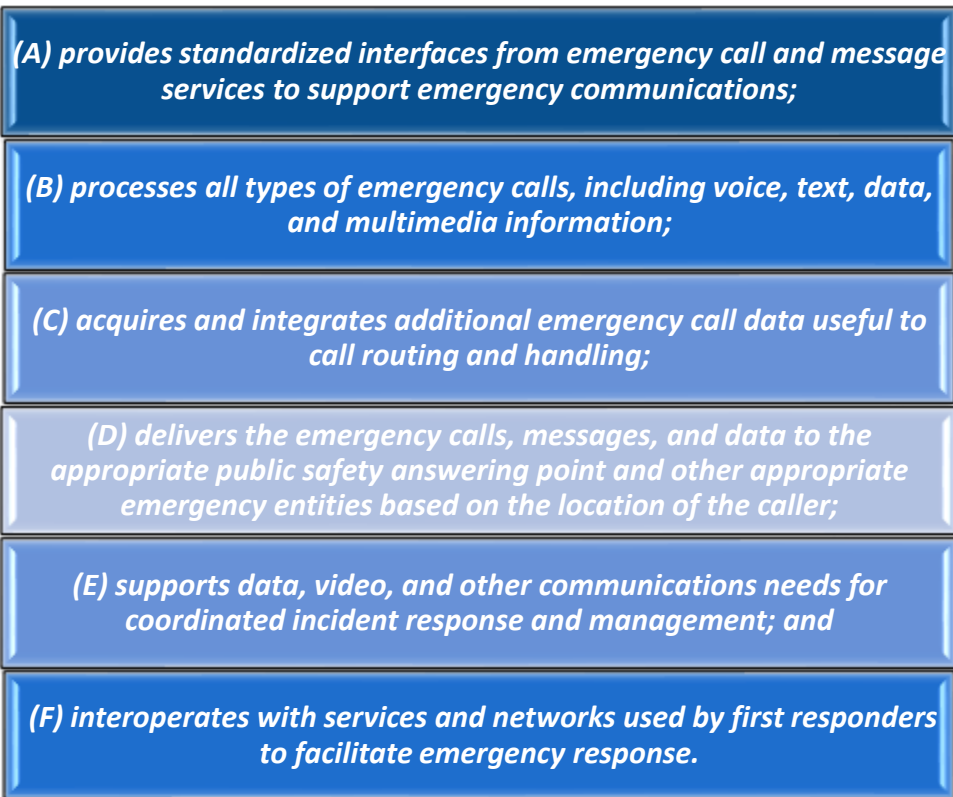 (A) provides standardized interfaces from emergency call and message
services to support emergency communications;
(B) processes all types of emergency calls, including voice, text, data,
and multimedia information;
(C) acquires and integrates additional emergency call data useful to
call routing and handling;
(D) delivers the emergency calls, messages, and data to the
appropriate public safety answering point and other appropriate
emergency entities based on the location of the caller;
(E) supports data, video, and other communications needs for
coordinated incident response and management; and
(F) interoperates with services and networks used by first responders
to facilitate emergency response.